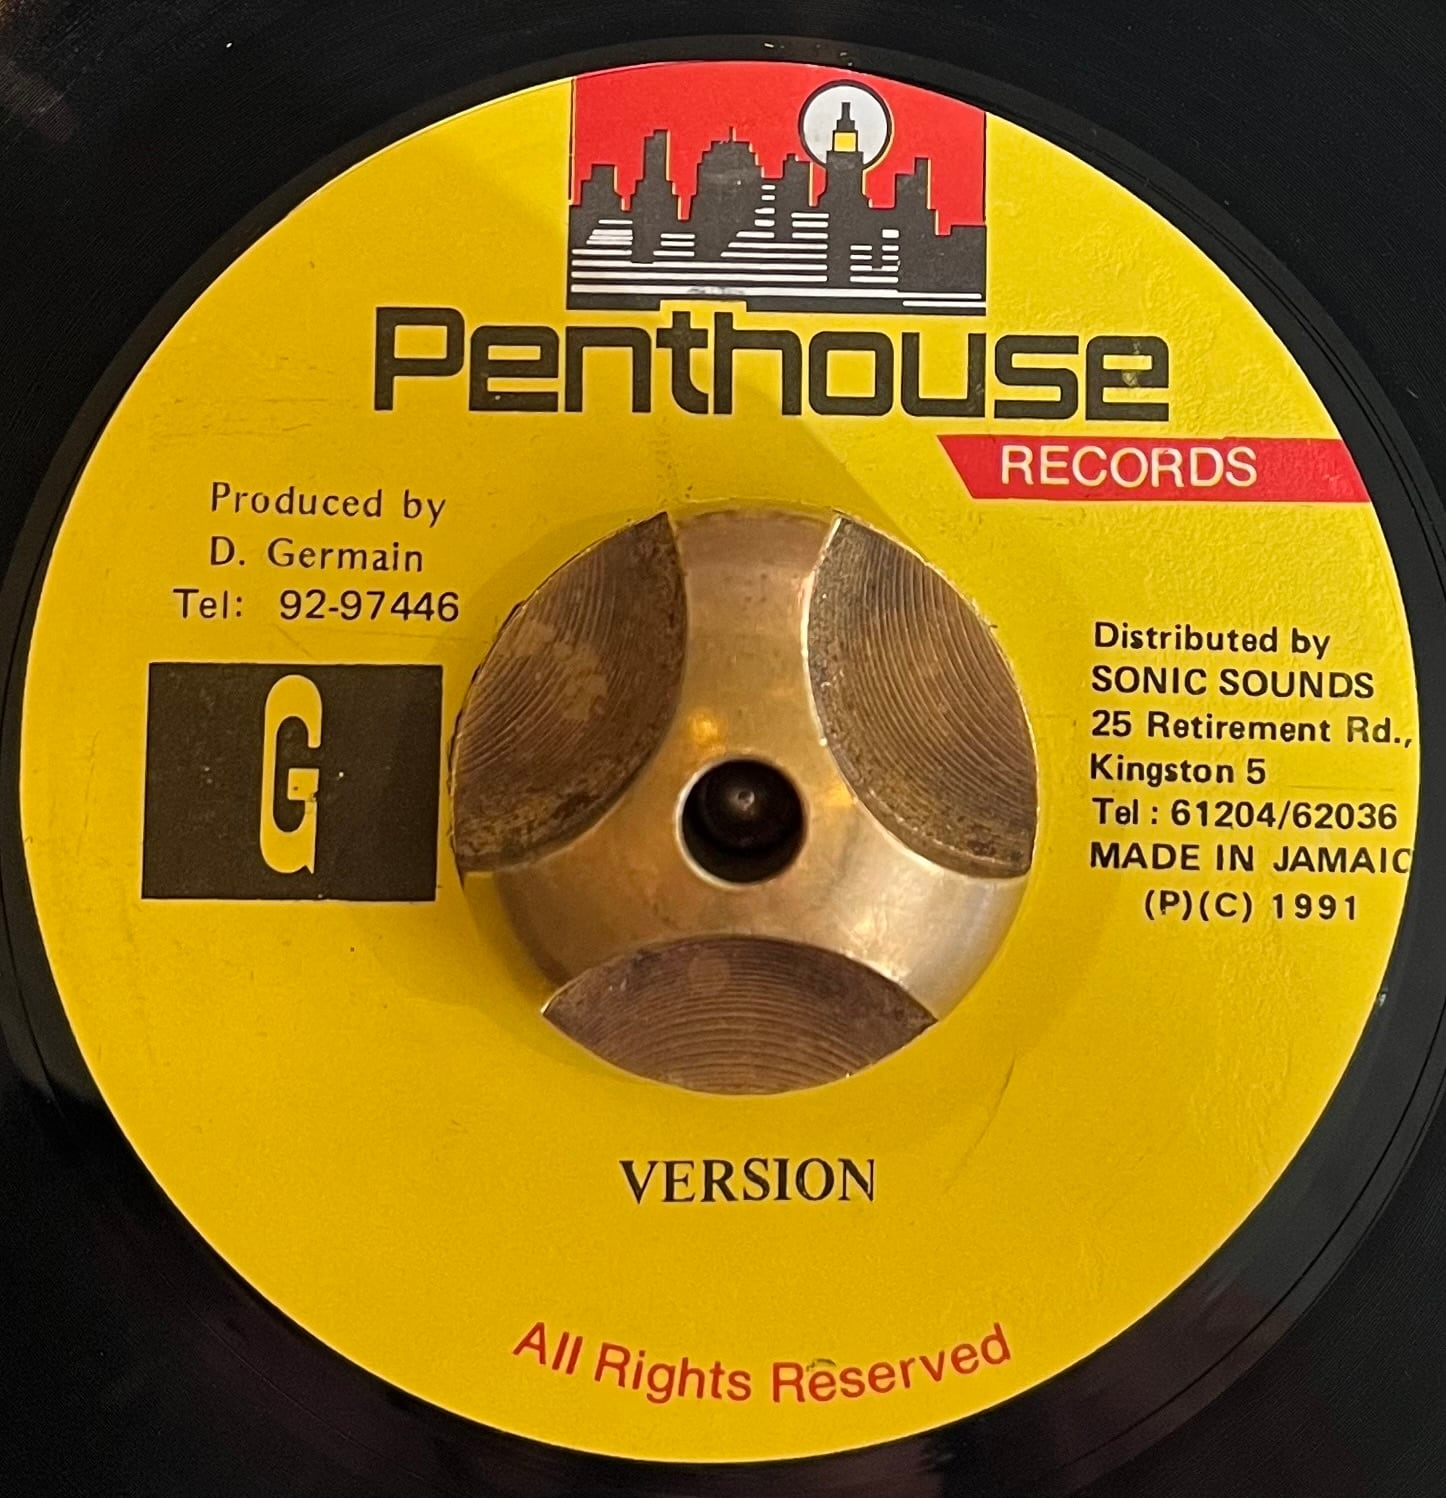 Penthouse
RECORDS
Produced by
D. Germain
Tel: 92-97446
G
Distributed by
SONIC SOUNDS
25 Retirement Rd.,
Kingston 5
Tel : 61204/62036
MADE IN JAMAIC
(P)(C) 1991
VERSION
All Rights Reserved